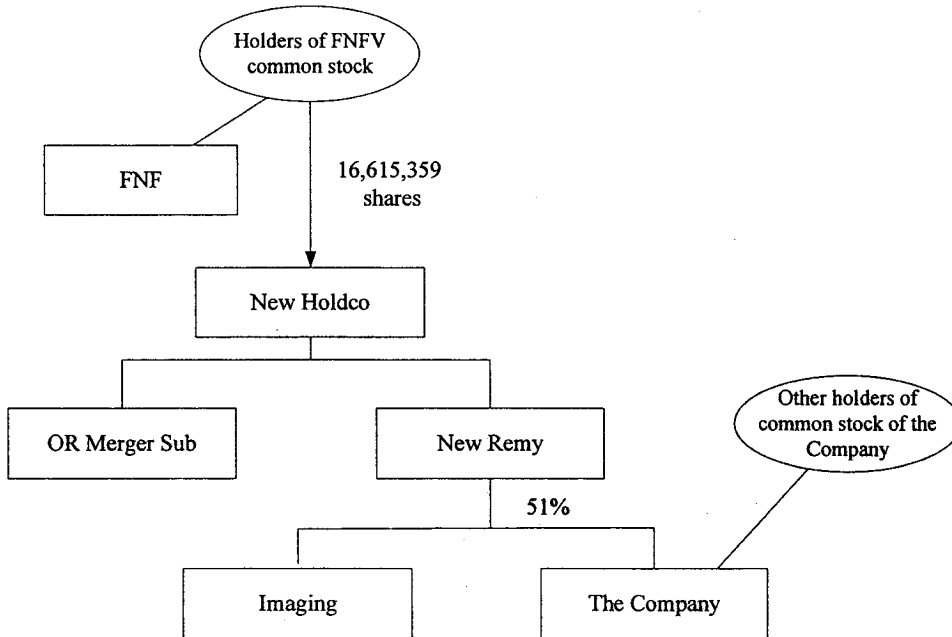 Holders of FNFV
common stock
FNF
16,615,359
shares
New Holdco
OR Merger Sub
New Remy
Other holders of
common stock of the
Company
51%
Imaging
The Company